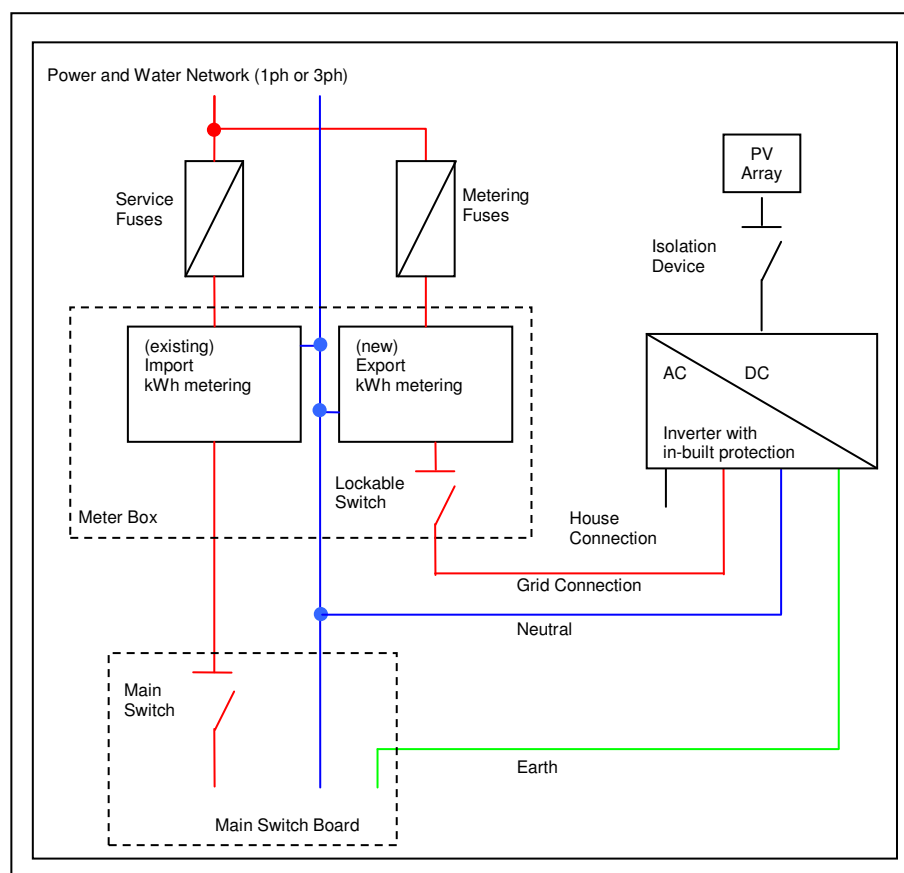 Power and Water Network (1ph or 3ph)
Service
Fuses
Metering
Fuses
PV
Array
Isolation
Device
(existing)
Import
kWh metering
(new)
Export
kWh metering
AC
DC
Inverter with
in-built protection
Lockable
Switch
Meter Box
House
Connection
Grid Connection
Neutral
Main
Switch
Earth
Main Switch Board